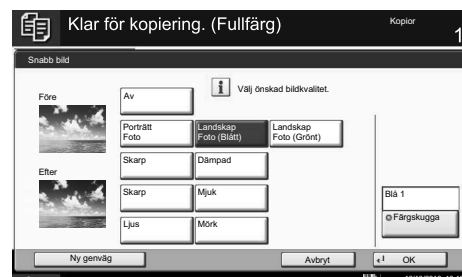 Klar för kopiering. (Fullfärg)
Kopior
1
Snabb bild
Välj önskad bildkvalitet.
Före
Av
Porträtt
Foto
Landskap
Foto (Blått)
Landskap
Foto (Grönt)
Skarp
Dämpad
Efter
Skarp
Mjuk
Ljus
Mörk
Blå 1
Färgskugga
Ny genväg
Avbryt
OK